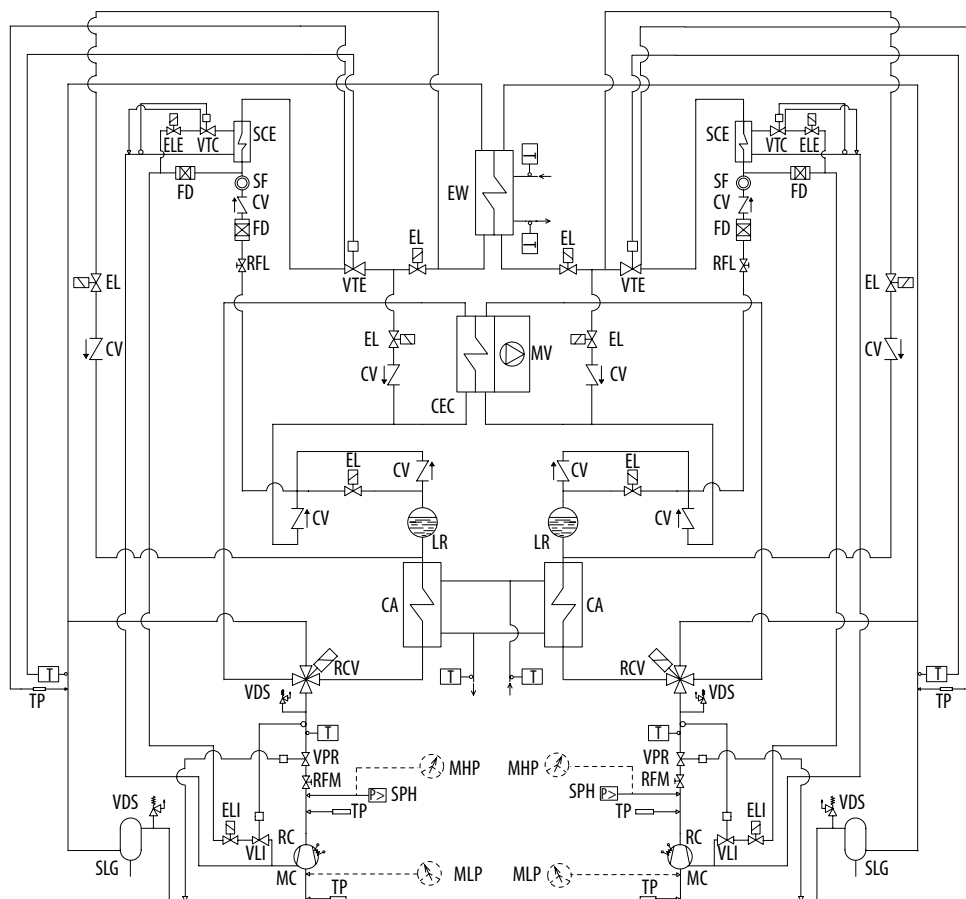 SCE
ELE
VTC
FD
SF
CV
FD
RFL
EW
EL
EL
VTE
VTE
SCE
VTC
ELE
FD
SF
CV
FD
RFL
EL
EL
CV
CV
EL
EL
MV
CV
CV
CEC
EL
CV
CV
EL
CV
CV
LR
LR
CA
CA
T
T
T
T
RCV
RCV
VDS
VDS
TP
TP
T
T
VPR
VPR
MHP
MHP
RFM
RFM
P>
SPH
SPH
P>
TP
TP
VDS
VDS
ELI
ELI
RC
RC
VLI
VLI
SLG
SLG
MC
MC
MLP
MLP
TP
TP
T
T